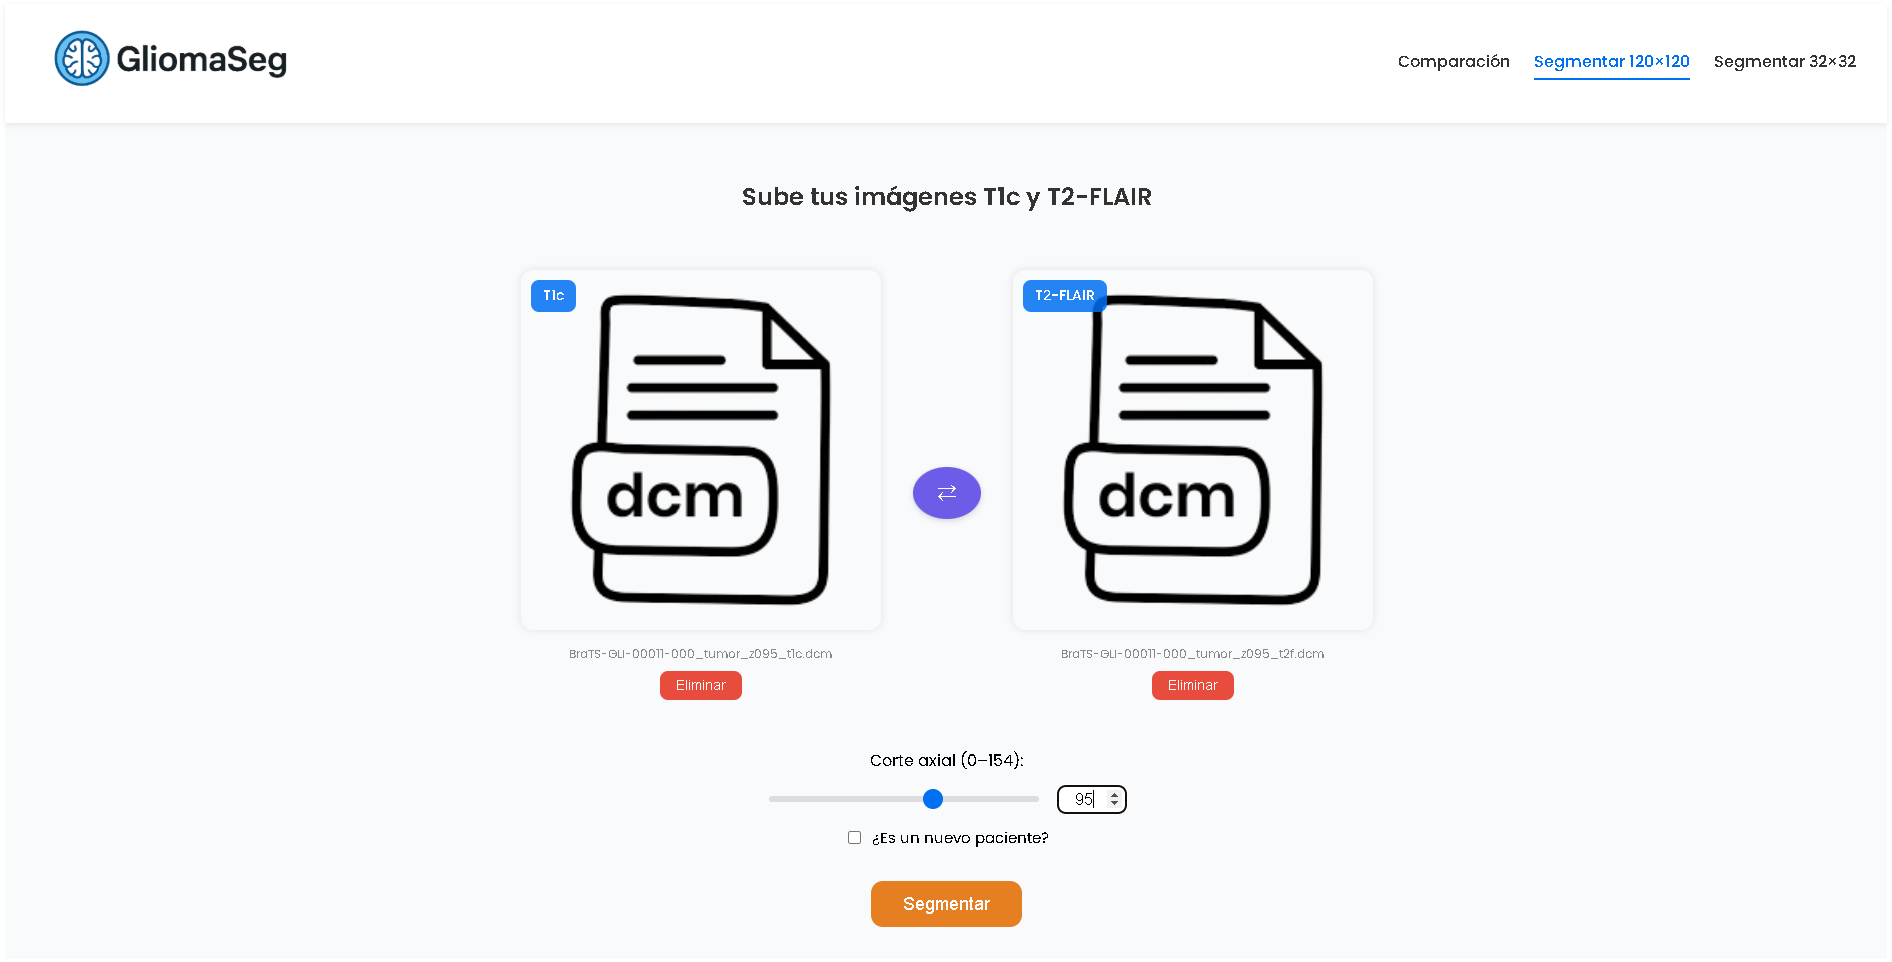 GliomaSeg
Comparación Segmentar 120×120 Segmentar 32×32
Sube tus imágenes T1c y T2-FLAIR
T1c
dcm
T2-FLAIR
dcm
BraTS-GLI-00011-000_tumor_z095_t1c.dcm
Eliminar
BraTS-GLI-00011-000_tumor_z095_t2f.dcm
Eliminar
Corte axial (0–154):
95
¿Es un nuevo paciente?
Segmentar